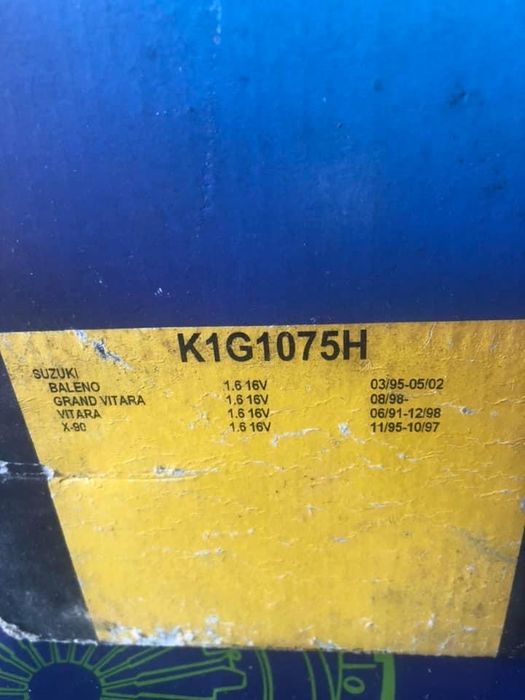 K1G1075H
SUZUKI
BALENO 1.6 16V 03/95-05/02
GRAND VITARA 1.6 16V 08/98-
VITARA 1.6 16V 06/91-12/98
X-90 1.6 16V 11/95-10/97